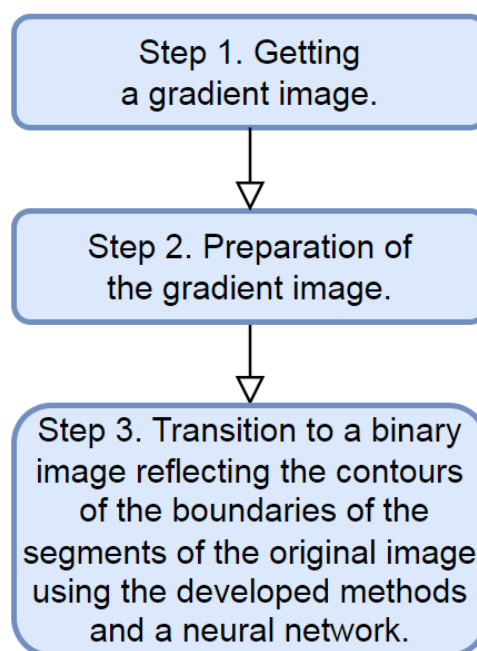 Step 1. Getting
a gradient image.
Step 2. Preparation of
the gradient image.
Step 3. Transition to a binary
image reflecting the contours
of the boundaries of the
segments of the original image
using the developed methods
and a neural network.